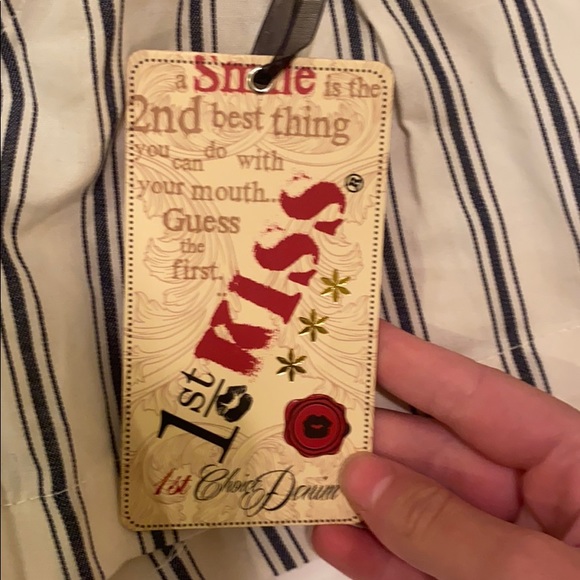 a Smile is the
2nd best thing
you can do with
your mouth...
Guess
the
first...
1st KISS®
1st Choice Denim